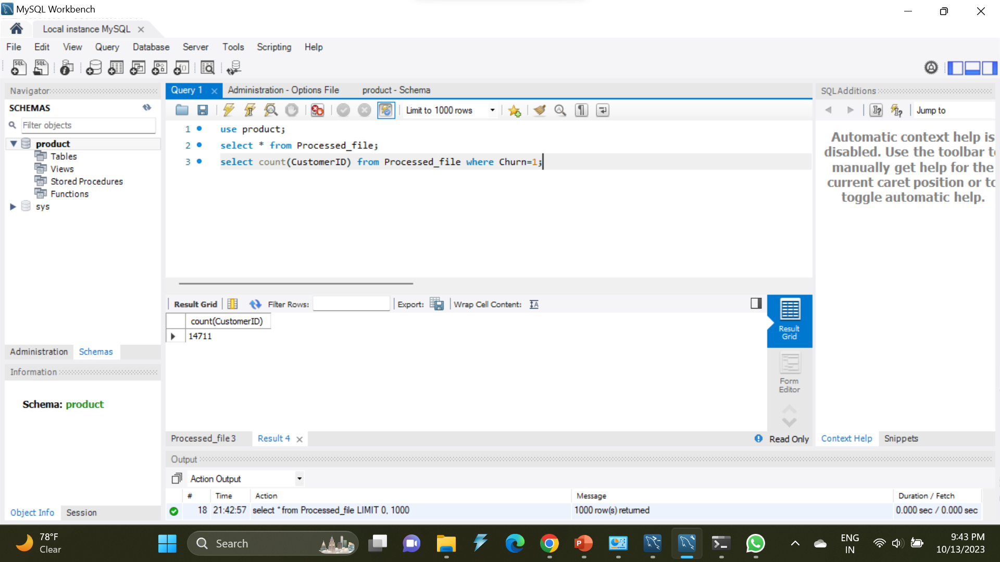 MySQL Workbench
Local instance MySQL
File Edit View Query Database Server Tools Scripting Help
Navigator
SCHEMAS
Filter objects
product
Tables
Views
Stored Procedures
Functions
sys
Administration Schemas
Information
Schema: product
Object Info Session
Query 1 Administration - Options File product - Schema
Limit to 1000 rows
1 use product;
2 select * from Processed_file;
3 select count(CustomerID) from Processed_file where Churn=1;
Result Grid Filter Rows: Export: Wrap Cell Content:
count(CustomerID)
14711
Result
Grid
Form
Editor
Processed_file3 Result 4 Read Only
SQLAdditions
Jump to
Automatic context help is
disabled. Use the toolbar to
manually get help for the
current caret position or to
toggle automatic help.
Context Help Snippets
Output
Action Output
# Time Action Message Duration / Fetch
18 21:42:57 select * from Processed_file LIMIT 0, 1000 1000 row(s) returned 0.000 sec / 0.000 sec
78°F
Clear
Search
ENG
IN
9:43 PM
10/13/2023